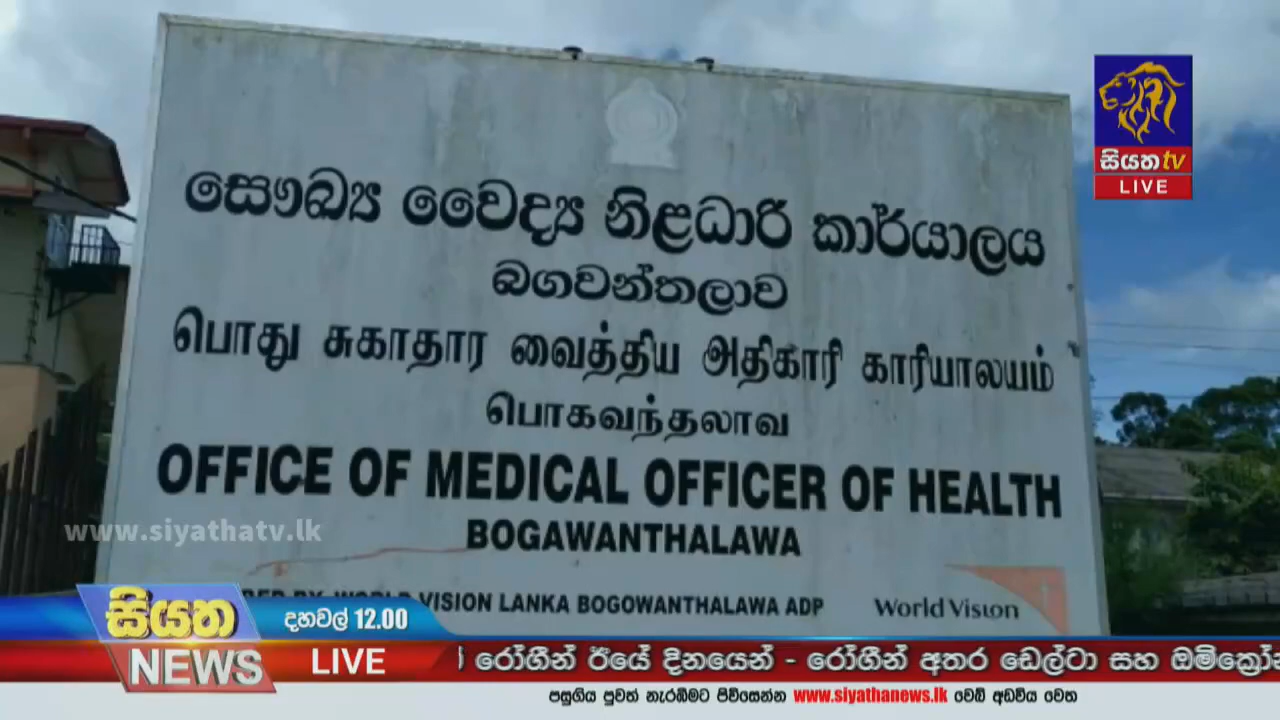 සෞඛ්‍ය වෛද්‍ය නිළධාරි කාර්යාලය
බගවන්තලාව
பொது சுகாதார வைத்திய அதிகாரி காரியாலயம்
பொகவந்தலாவ
OFFICE OF MEDICAL OFFICER OF HEALTH
BOGAWANTHALAWA
BY WORLD VISION LANKA BOGOWANTHALAWA ADP
World Vision
සියත tv
LIVE
www.siyathatv.lk
සියත
NEWS
දහවල් 12.00
LIVE
රෝගීන් ඊයේ දිනයෙන් - රෝගීන් අතර ඩෙල්ටා සහ
පසුගිය පුවත් නැරඹීමට පිවිසෙන්න www.siyathanews.lk වෙබ් අඩවිය වෙත